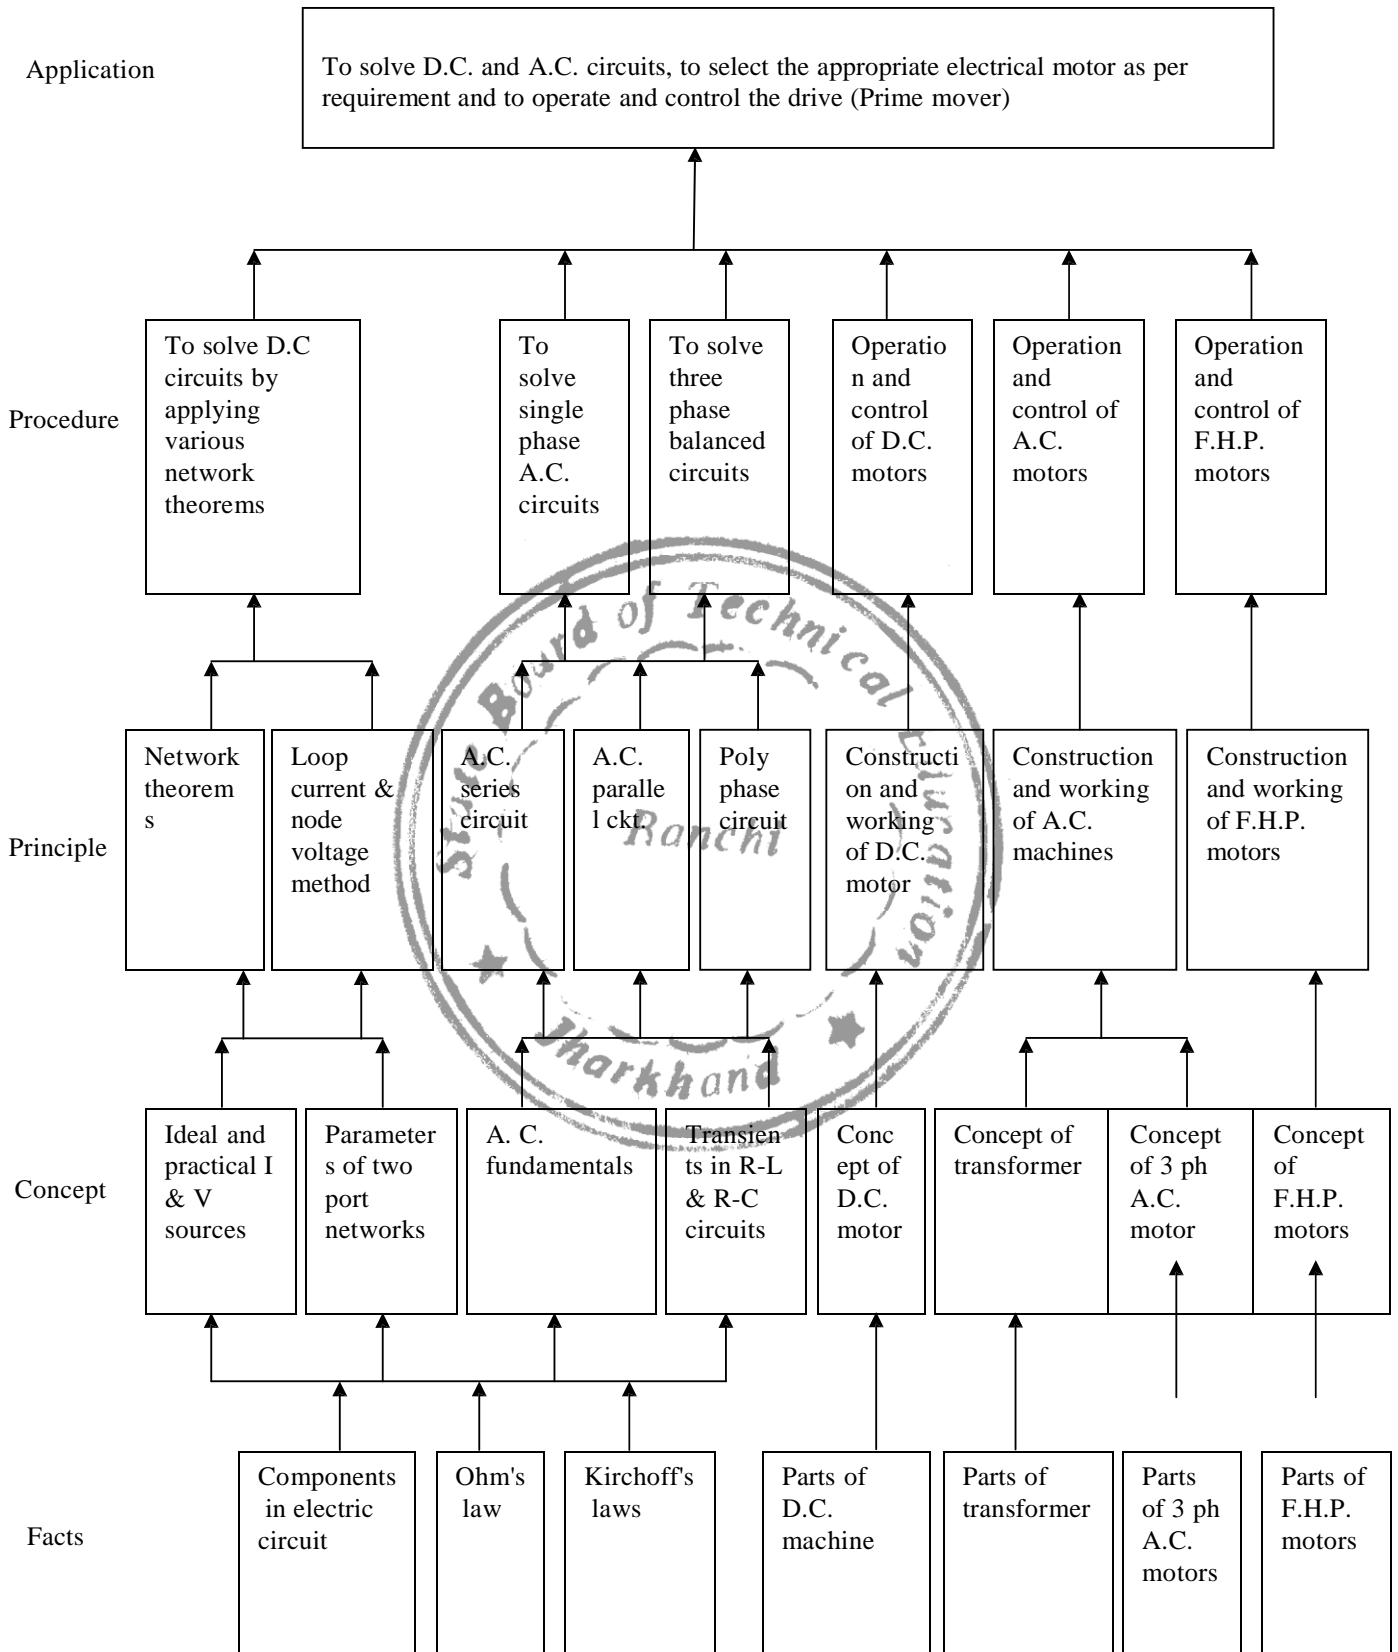 Application
To solve D.C. and A.C. circuits, to select the appropriate electrical motor as per
requirement and to operate and control the drive (Prime mover)
Procedure
To solve D.C
circuits by
applying
various
network
theorems
To
solve
single
phase
A.C.
circuits
To solve
three
phase
balanced
circuits
Operatio
n and
control
of D.C.
motors
Operation
and
control of
A.C.
motors
Operation
and
control of
F.H.P.
motors
Principle
Network
theorem
s
Loop
current &
node
voltage
method
A.C.
series
circuit
A.C.
paralle
l ckt.
Poly
phase
circuit
Constructi
on and
working
of D.C.
motor
Construction
and working
of A.C.
machines
Construction
and working
of F.H.P.
motors
Concept
Ideal and
practical I
& V
sources
Parameter
s of two
port
networks
A. C.
fundamentals
Transien
ts in R-L
& R-C
circuits
Conc
ept of
D.C.
motor
Concept of
transformer
Concept
of 3 ph
A.C.
motor
Concept
of
F.H.P.
motors
Facts
Components
in electric
circuit
Ohm's
law
Kirchoff's
laws
Parts of
D.C.
machine
Parts of
transformer
Parts
of 3 ph
A.C.
motors
Parts of
F.H.P.
motors
State Board of Technical Education
Ranchi
Jharkhand